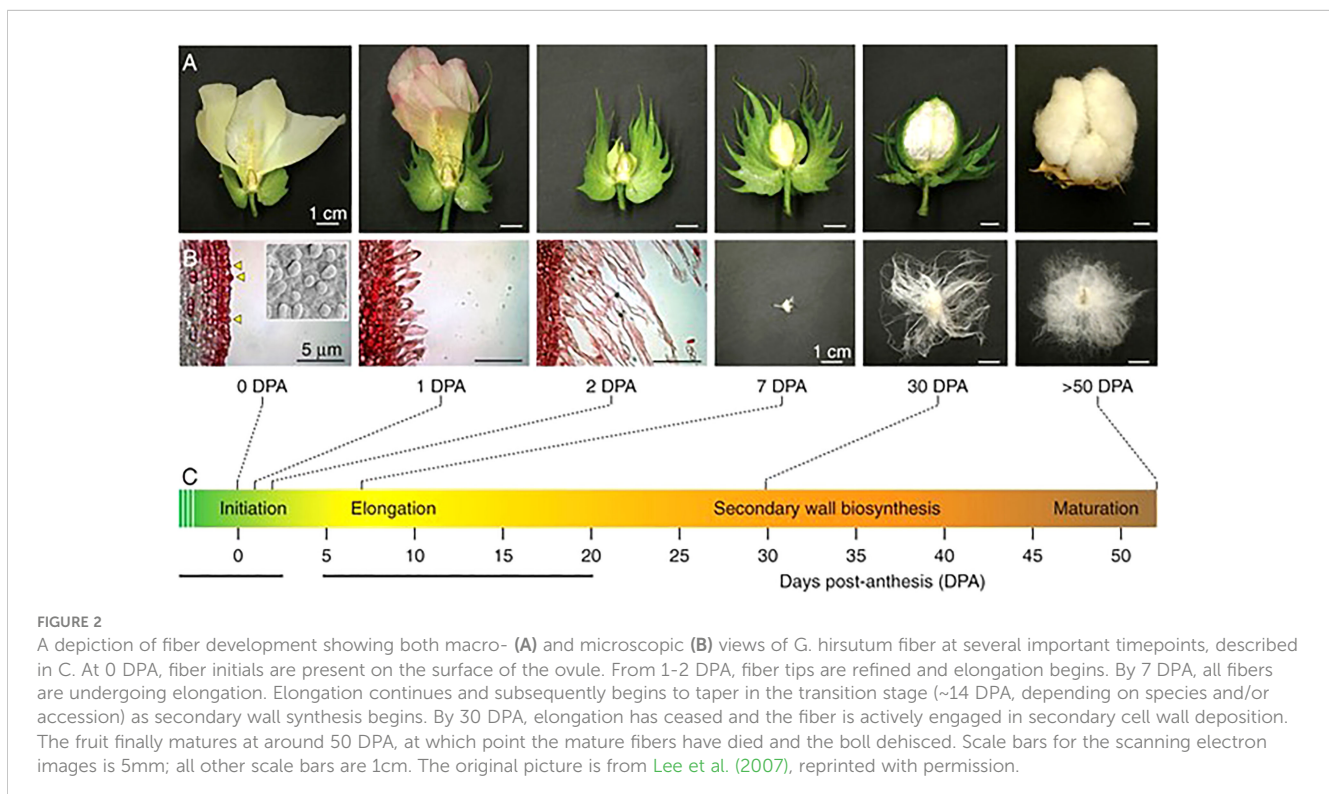 A
1 cm
B
5 μm
1 cm
0 DPA 1 DPA 2 DPA 7 DPA 30 DPA >50 DPA
C
Initiation Elongation Secondary wall biosynthesis Maturation
0 5 10 15 20 25 30 35 40 45 50
Days post-anthesis (DPA)
FIGURE 2
A depiction of fiber development showing both macro- (A) and microscopic (B) views of G. hirsutum fiber at several important timepoints, described
in C. At 0 DPA, fiber initials are present on the surface of the ovule. From 1-2 DPA, fiber tips are refined and elongation begins. By 7 DPA, all fibers
are undergoing elongation. Elongation continues and subsequently begins to taper in the transition stage (~14 DPA, depending on species and/or
accession) as secondary wall synthesis begins. By 30 DPA, elongation has ceased and the fiber is actively engaged in secondary cell wall deposition.
The fruit finally matures at around 50 DPA, at which point the mature fibers have died and the boll dehisced. Scale bars for the scanning electron
images is 5mm; all other scale bars are 1cm. The original picture is from Lee et al. (2007), reprinted with permission.